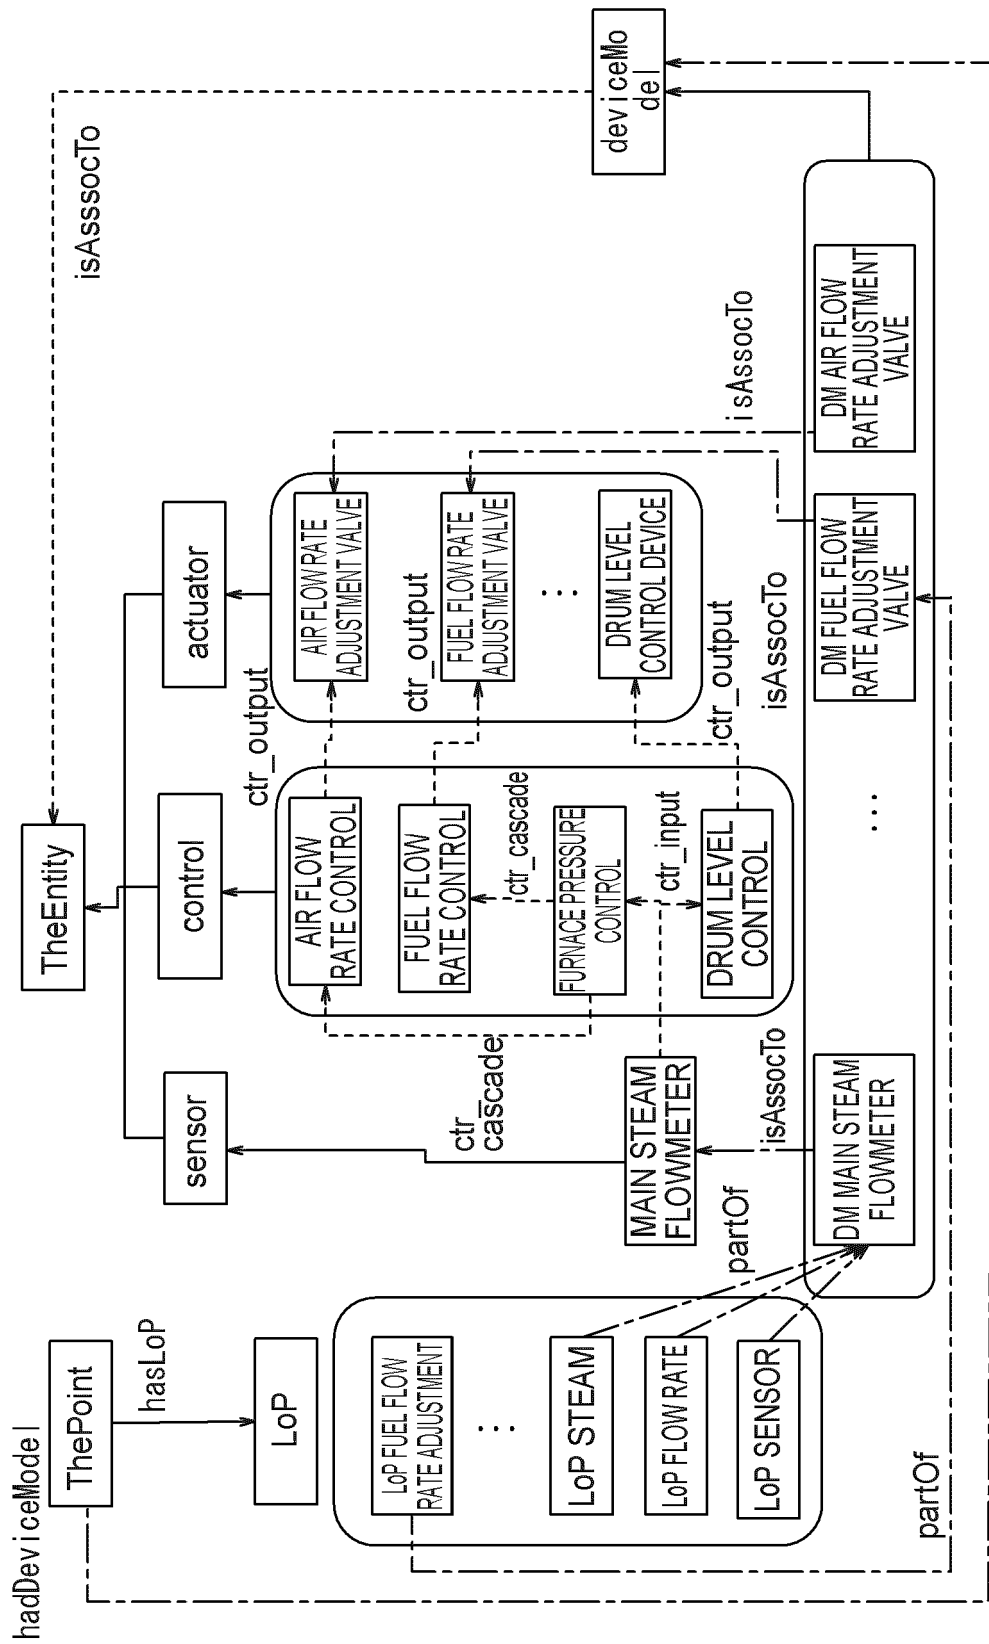 hadDeviceModel
ThePoint
hasLoP
LoP
LoP FUEL FLOW
RATE ADJUSTMENT
...
LoP STEAM
LoP FLOW RATE
LoP SENSOR
partOf
partOf
TheEntity
isAsssocTo
sensor
control
actuator
ctr_
cascade
MAIN STEAM
FLOWMETER
AIR FLOW
RATE CONTROL
FUEL FLOW
RATE CONTROL
ctr_cascade
FURNACE PRESSURE
CONTROL
ctr_input
DRUM LEVEL
CONTROL
ctr_output
AIR FLOW RATE
ADJUSTMENT VALVE
ctr_output
FUEL FLOW RATE
ADJUSTMENT VALVE
...
DRUM LEVEL
CONTROL DEVICE
ctr_output
isAssocTo
isAssocTo
isAssocTo
deviceMo
del
DM MAIN STEAM
FLOWMETER
...
DM FUEL FLOW
RATE ADJUSTMENT
VALVE
DM AIR FLOW
RATE ADJUSTMENT
VALVE